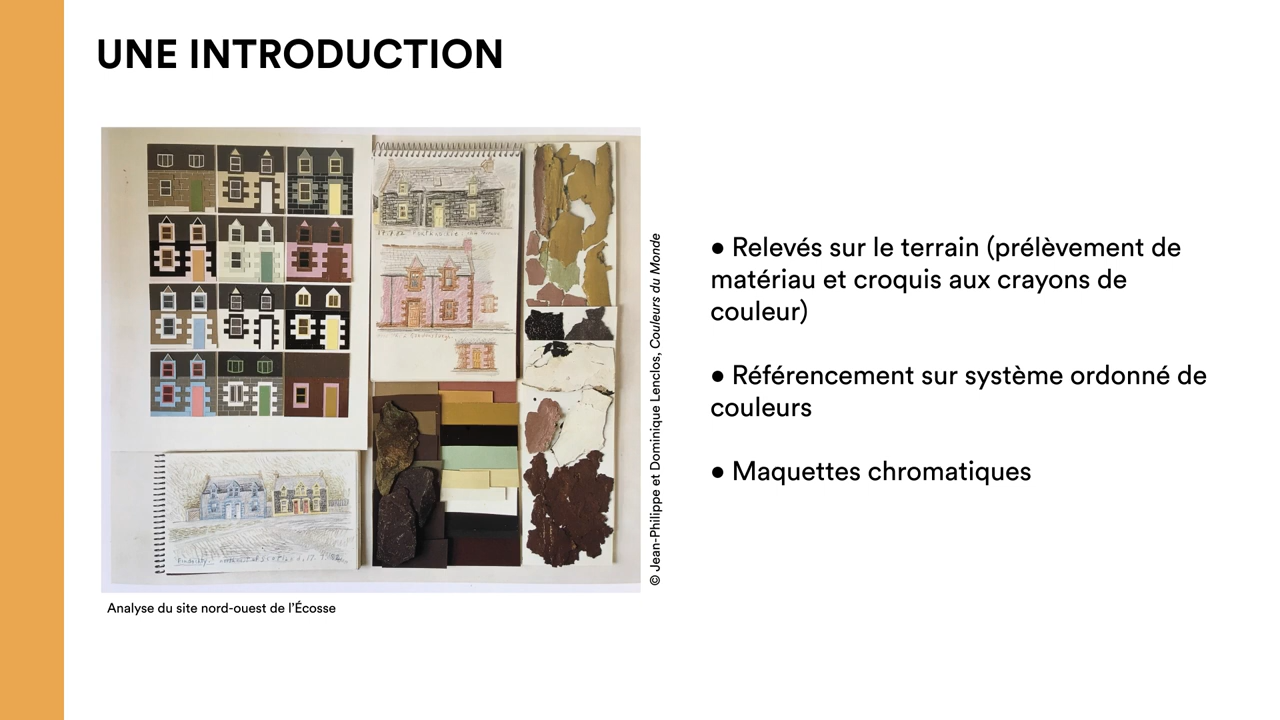 UNE INTRODUCTION
© Jean-Philippe et Dominique Lenclos, Couleurs du Monde
Analyse du site nord-ouest de l'Écosse
● Relevés sur le terrain (prélèvement de
matériau et croquis aux crayons de
couleur)
● Référencement sur système ordonné de
couleurs
● Maquettes chromatiques